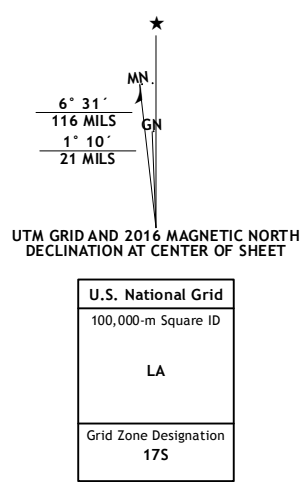 ★
MN
6° 31´
116 MILS
GN
1° 10´
21 MILS
UTM GRID AND 2016 MAGNETIC NORTH
DECLINATION AT CENTER OF SHEET
U.S. National Grid
100,000-m Square ID
LA
Grid Zone Designation
17S